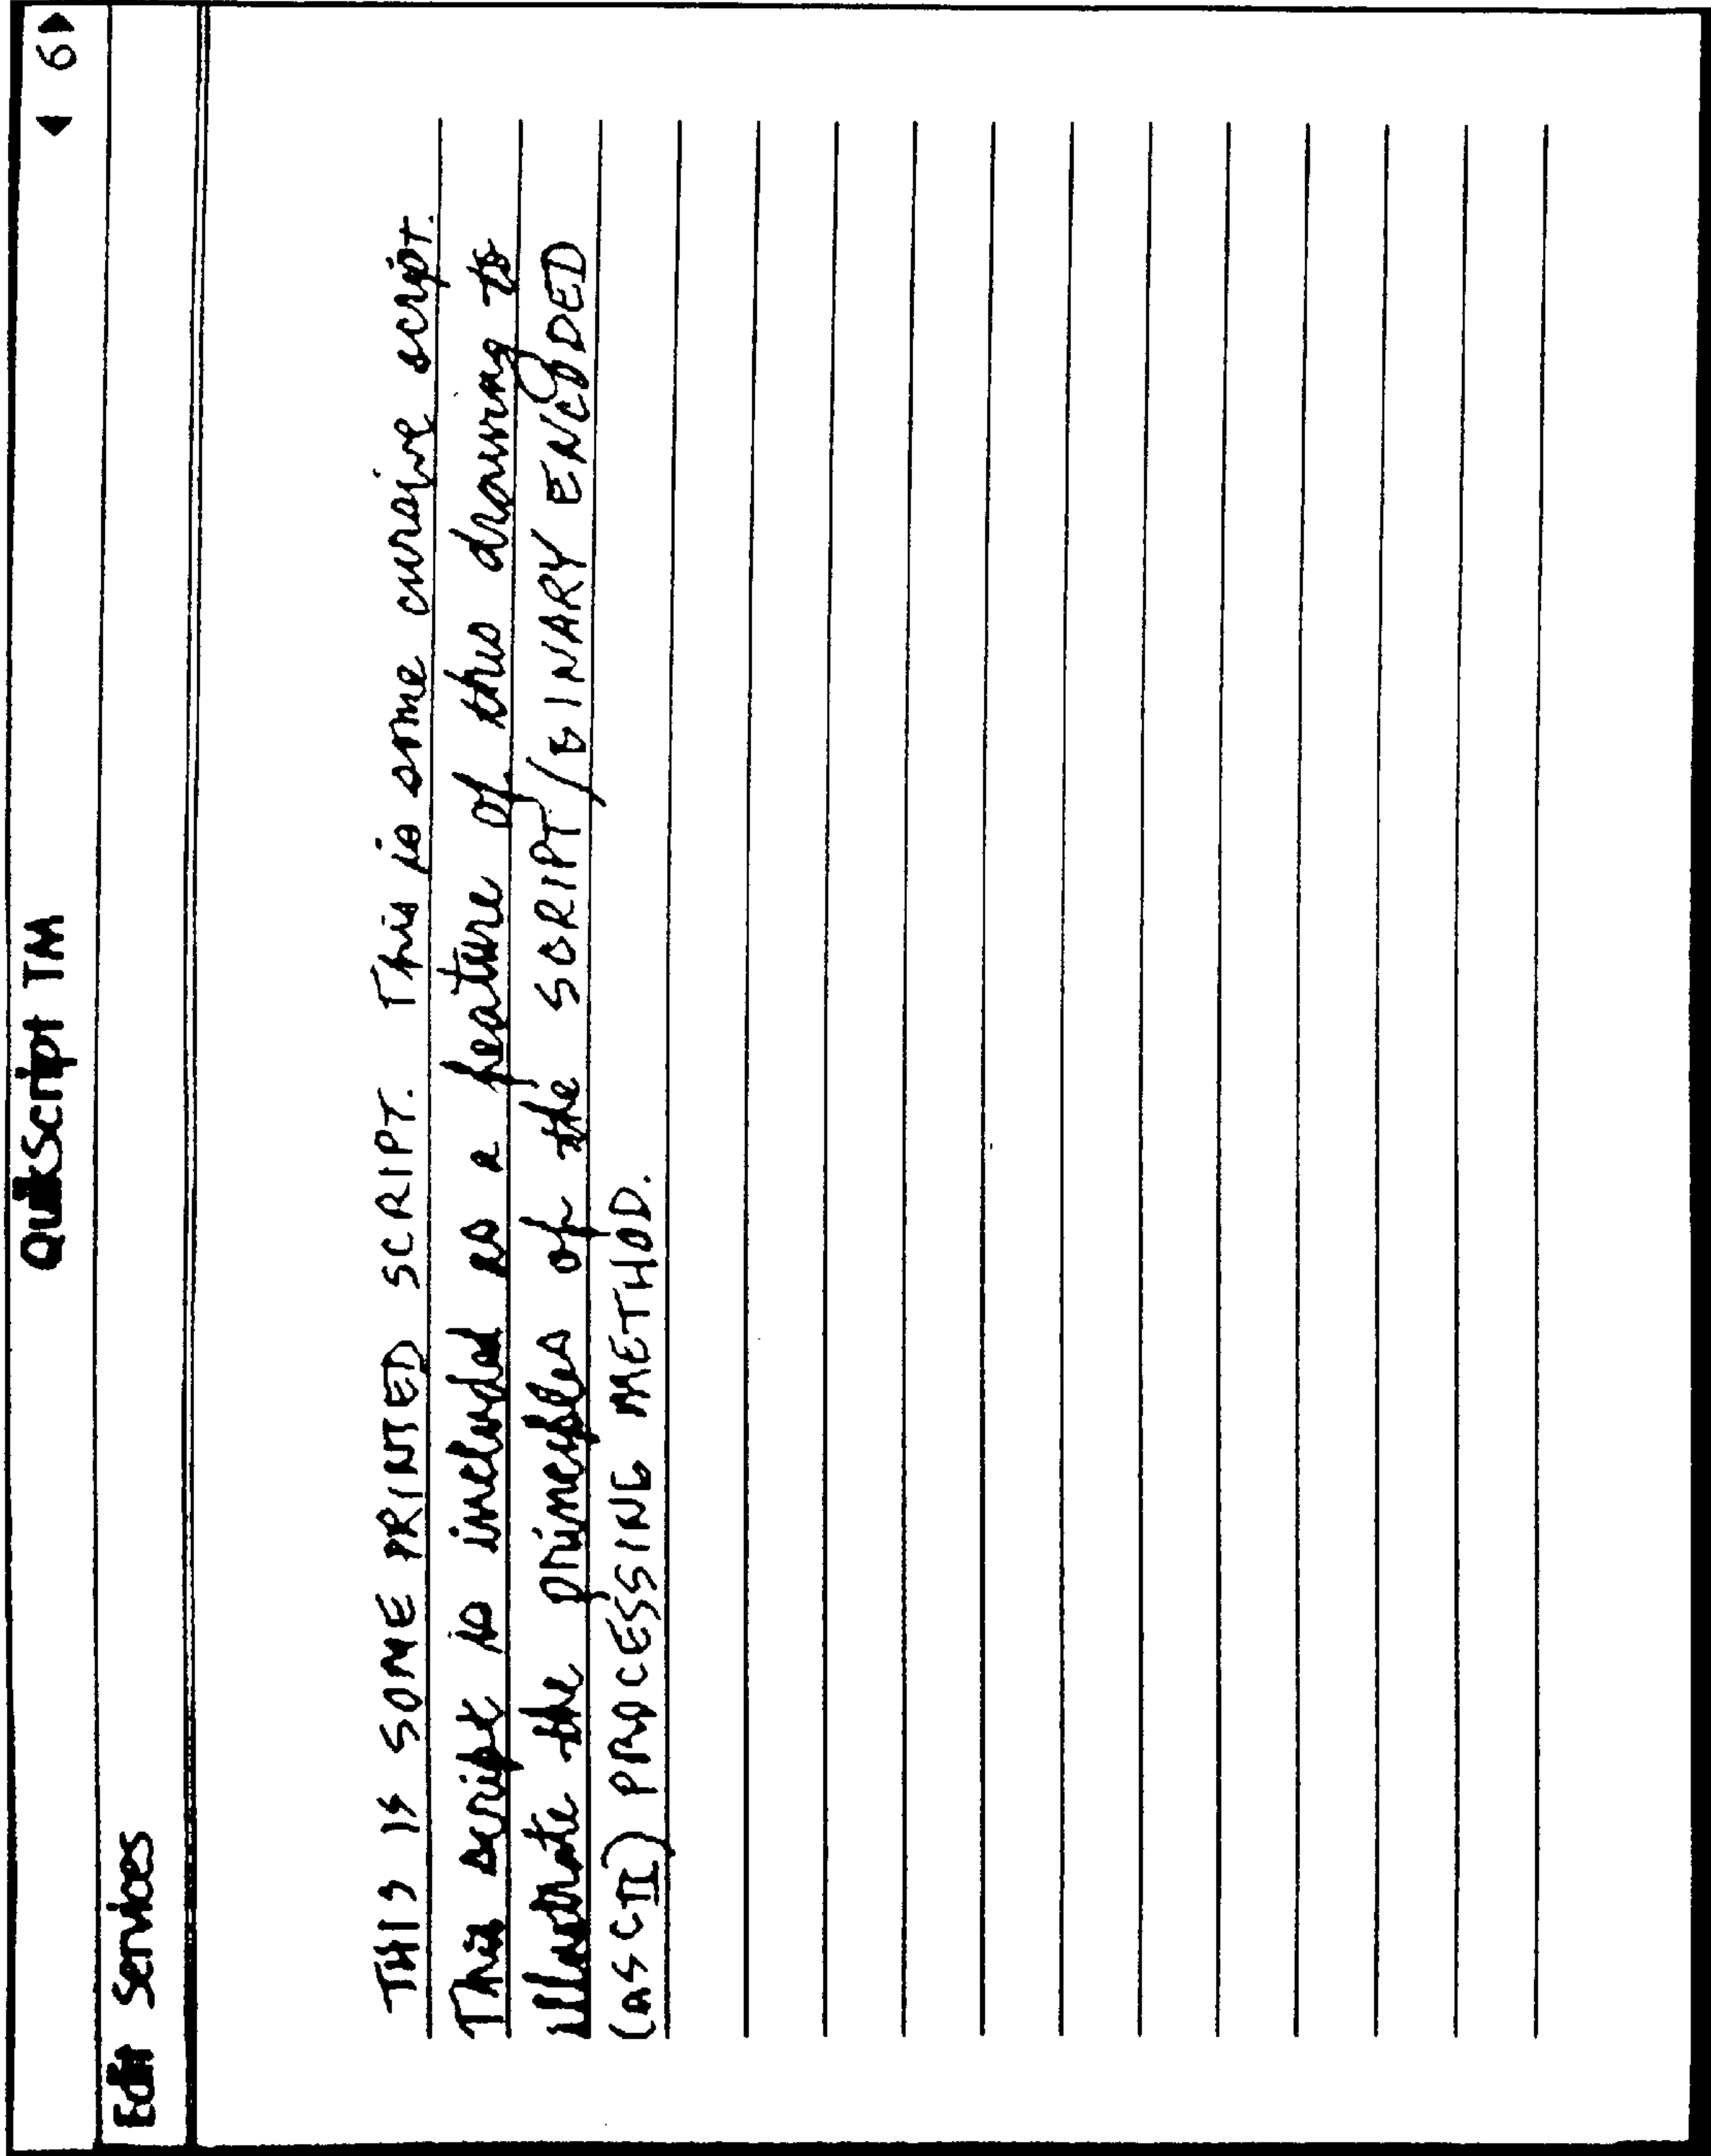 QuikScript TM ◀ 6▶
Edit Services
THIS IS SOME PRINTED SCRIPT. This is some cursive script.
This script is included as a feature of this drawing to
illustrate the principles of the SCRIPT/BINARY ENCODED
(ASCII) PROCESSING METHOD.